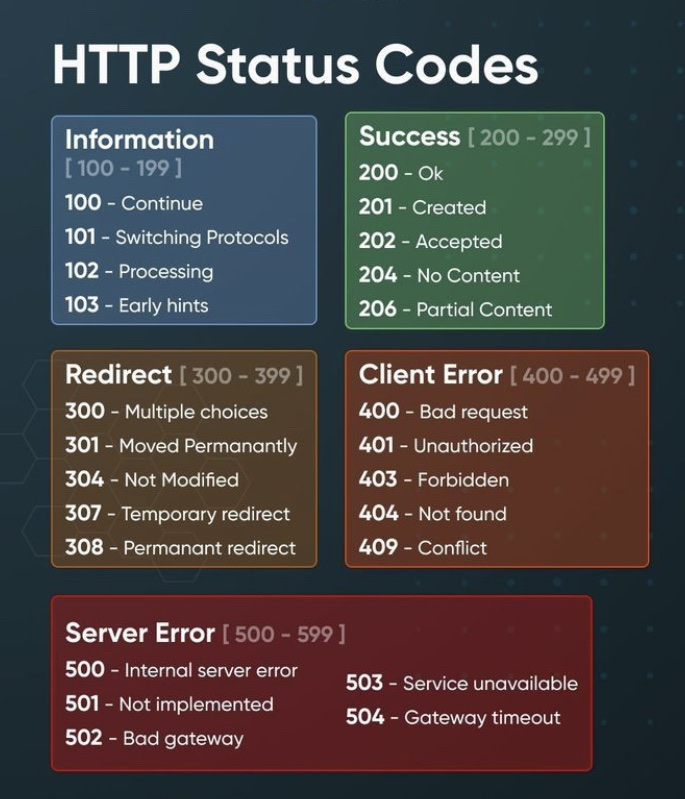 HTTP Status Codes
Information
[ 100 - 199 ]
100 - Continue
101 - Switching Protocols
102 - Processing
103 - Early hints
Success [ 200 - 299 ]
200 - Ok
201 - Created
202 - Accepted
204 - No Content
206 - Partial Content
Redirect [ 300 - 399 ]
300 - Multiple choices
301 - Moved Permanantly
304 - Not Modified
307 - Temporary redirect
308 - Permanant redirect
Client Error [ 400 - 499 ]
400 - Bad request
401 - Unauthorized
403 - Forbidden
404 - Not found
409 - Conflict
Server Error [ 500 - 599 ]
500 - Internal server error
501 - Not implemented
502 - Bad gateway
503 - Service unavailable
504 - Gateway timeout